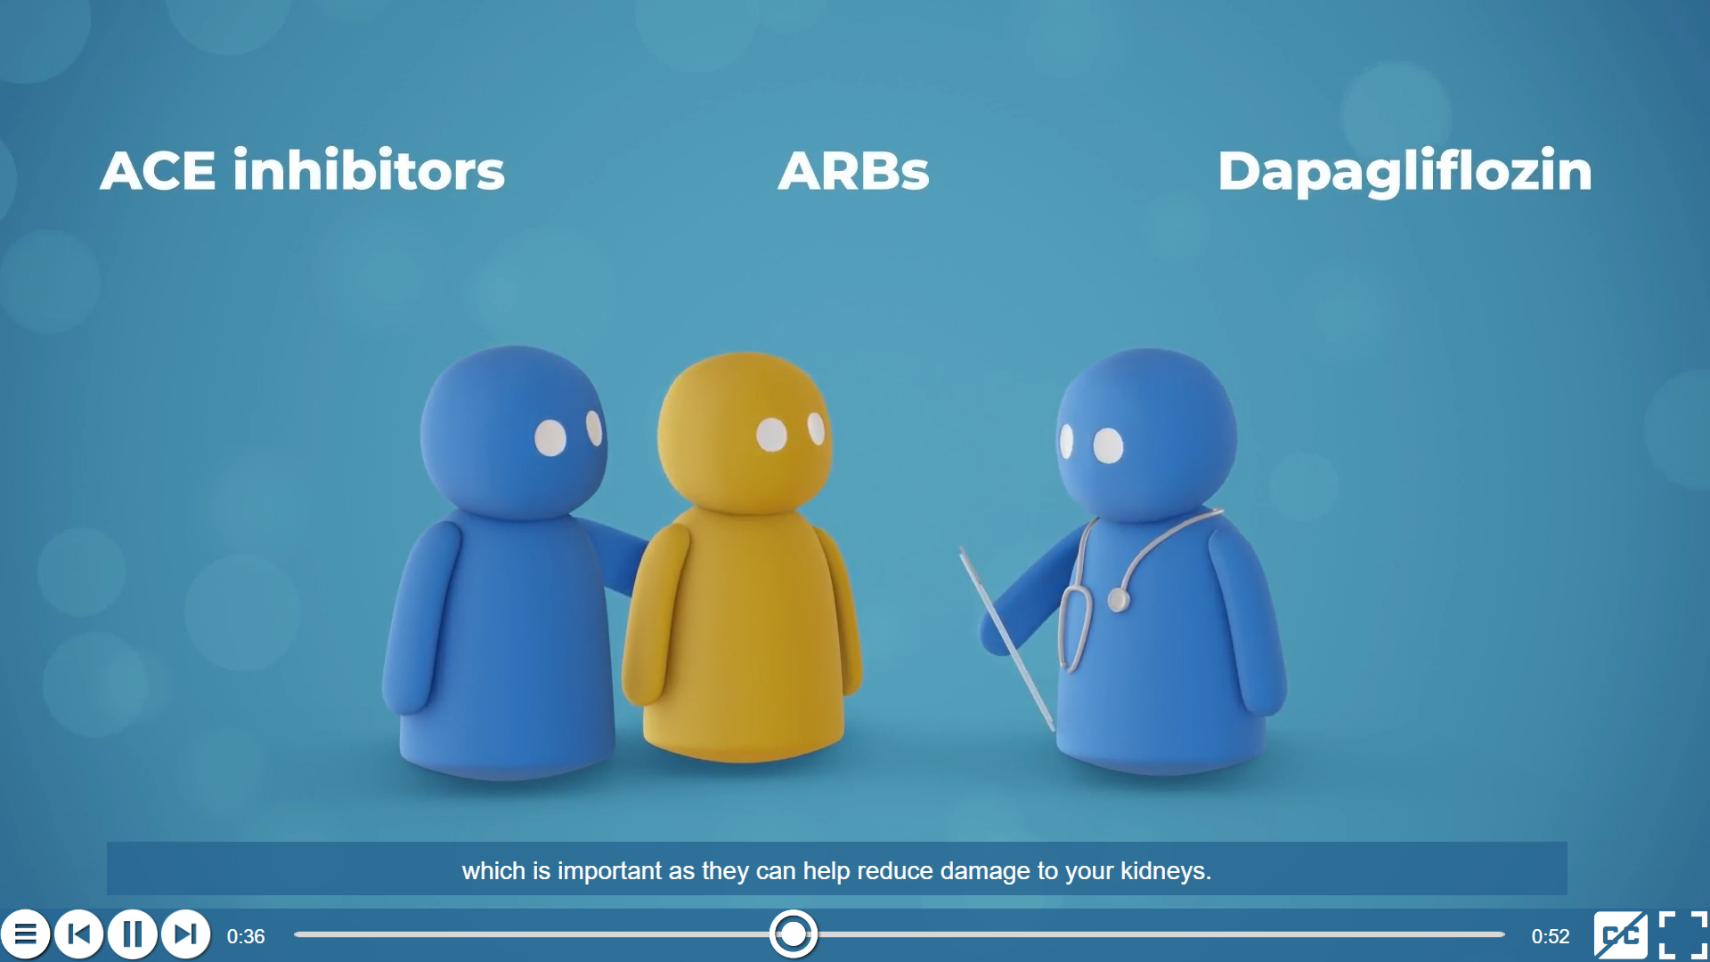 ACE inhibitors ARBs Dapagliflozin
which is important as they can help reduce damage to your kidneys.
0:36 0:52 CC